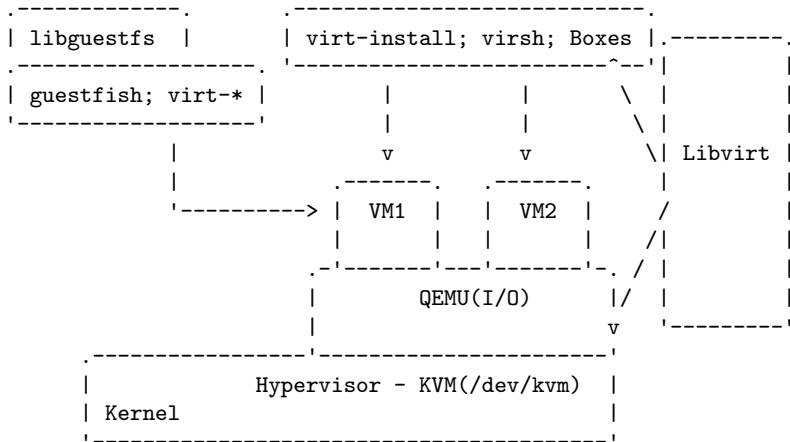 libguestfs
virt-install; virsh; Boxes
guestfish; virt-*
Libvirt
VM1
VM2
QEMU(I/O)
Hypervisor - KVM(/dev/kvm)
Kernel